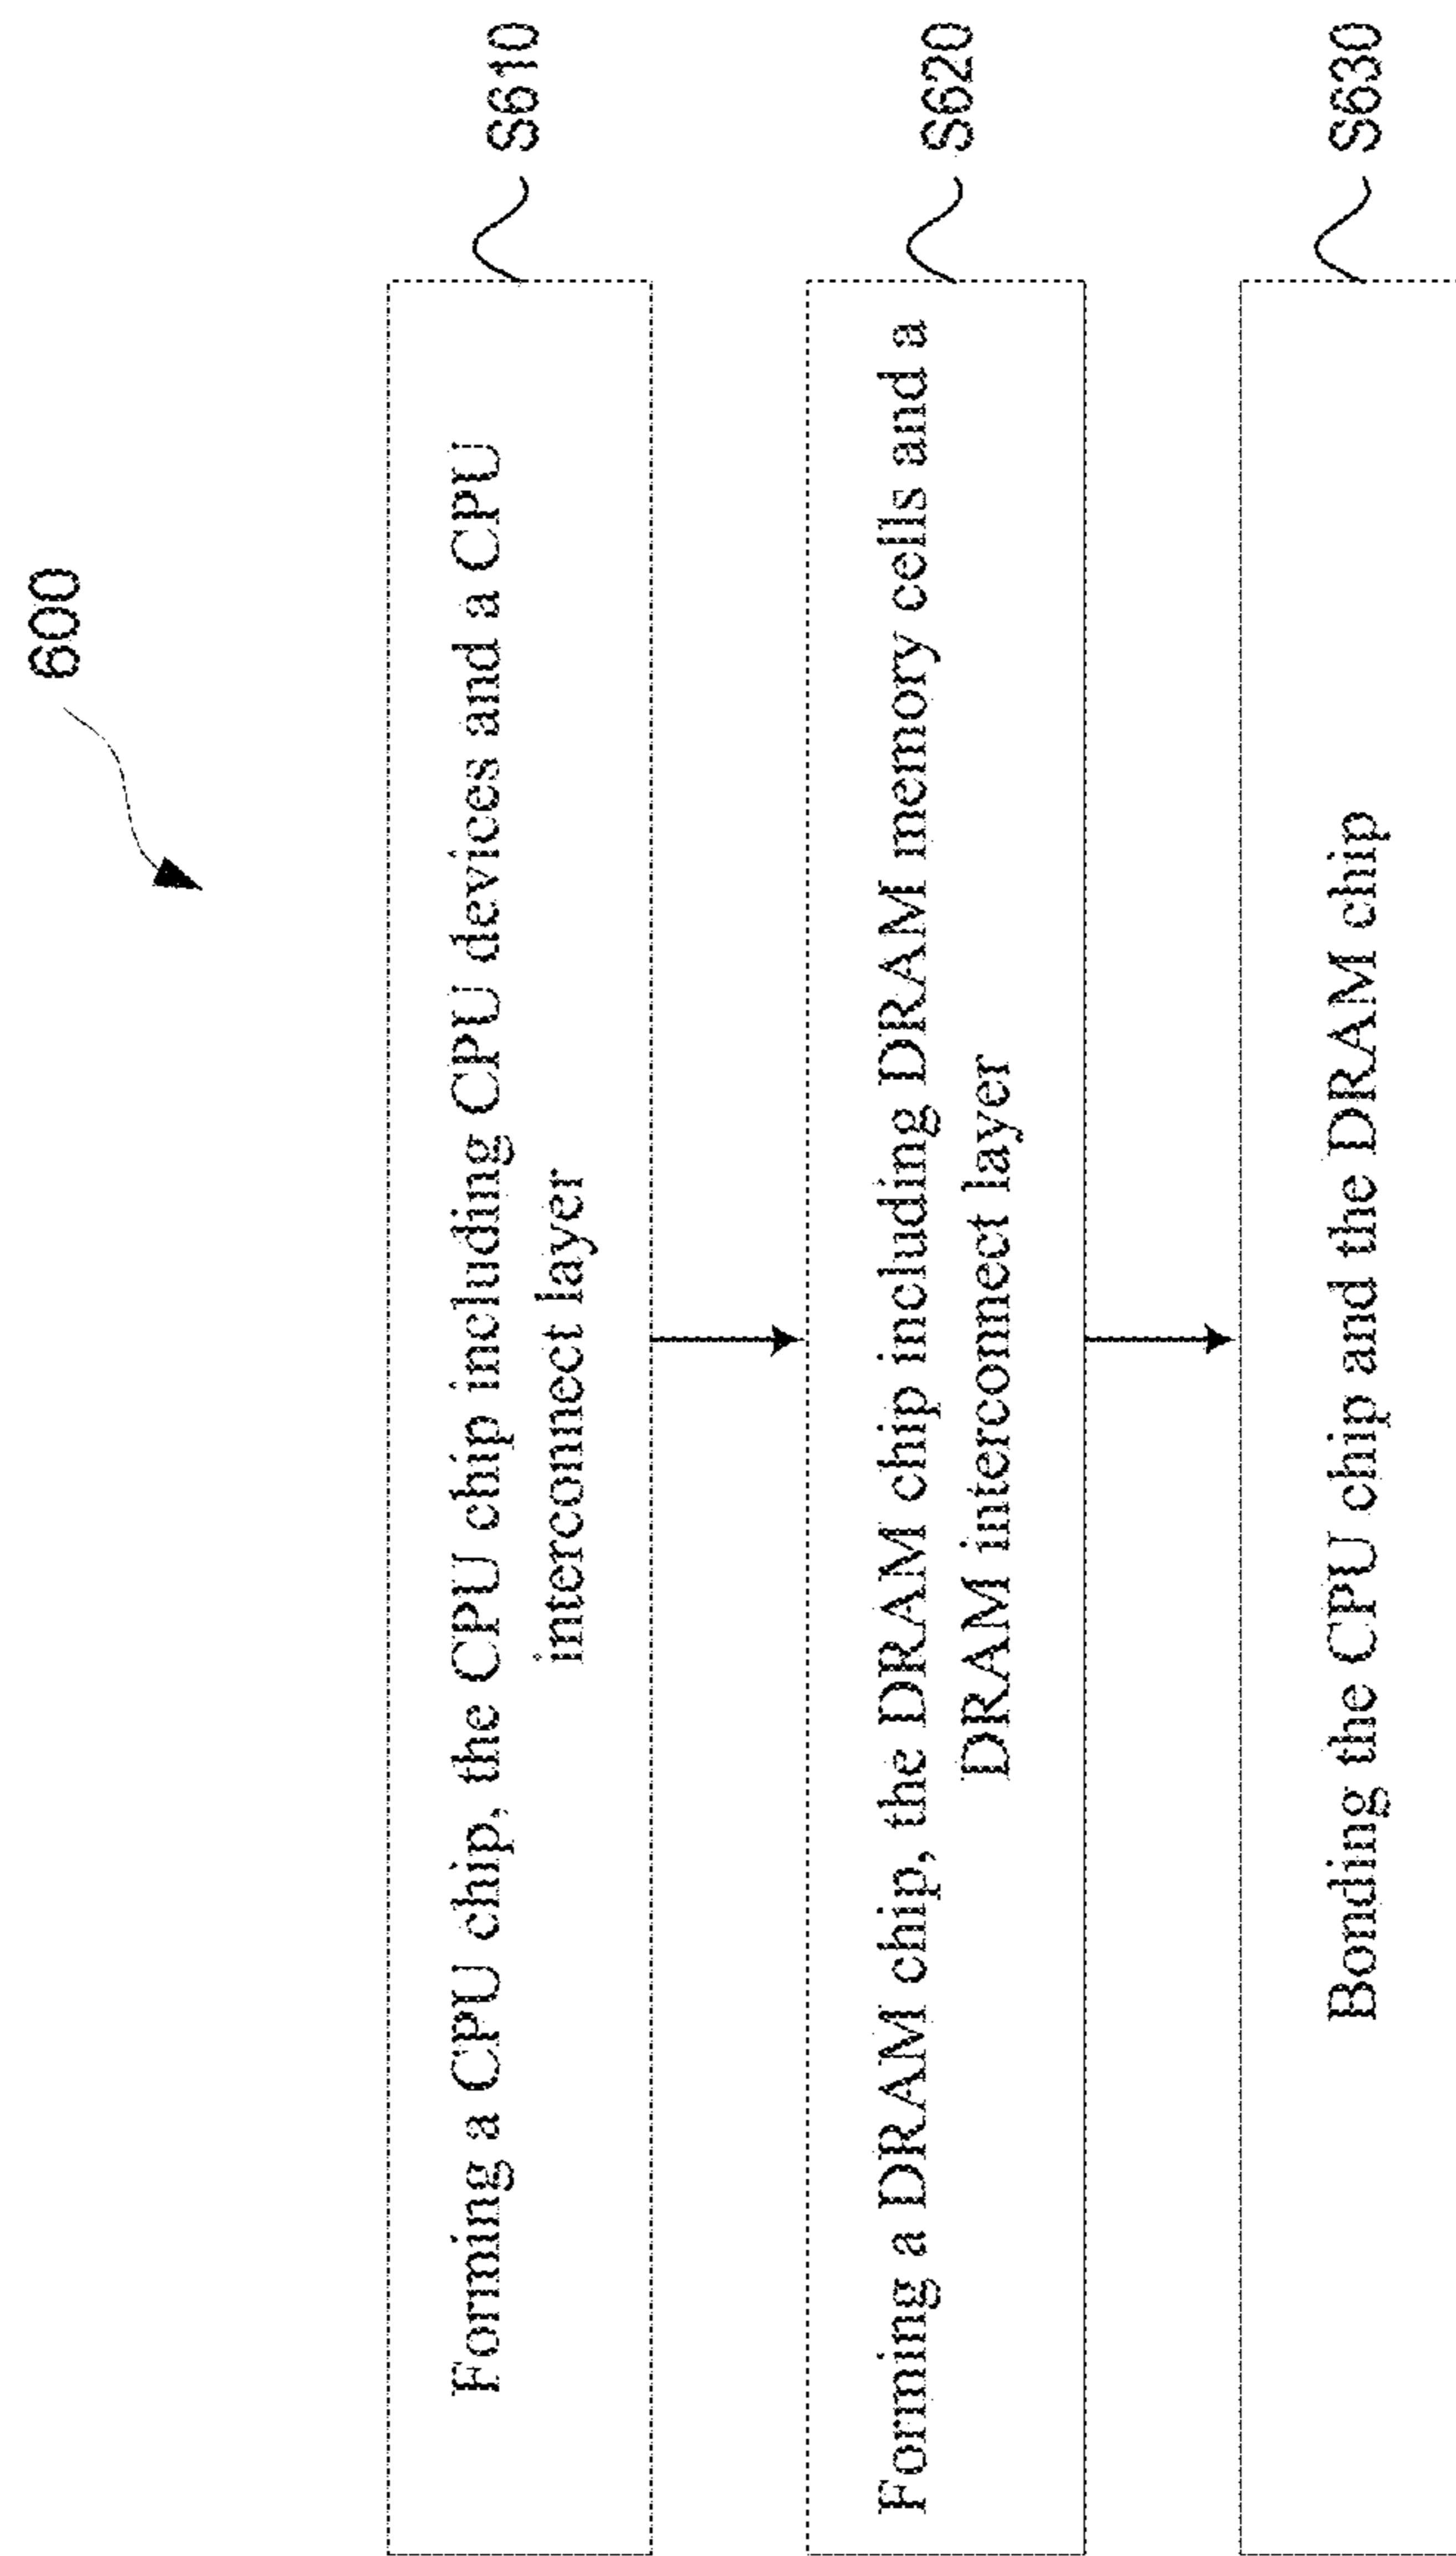 600
Forming a CPU chip, the CPU chip including CPU devices and a CPU
interconnect layer
S610
Forming a DRAM chip, the DRAM chip including DRAM memory cells and a
DRAM interconnect layer
S620
Bonding the CPU chip and the DRAM chip
S630